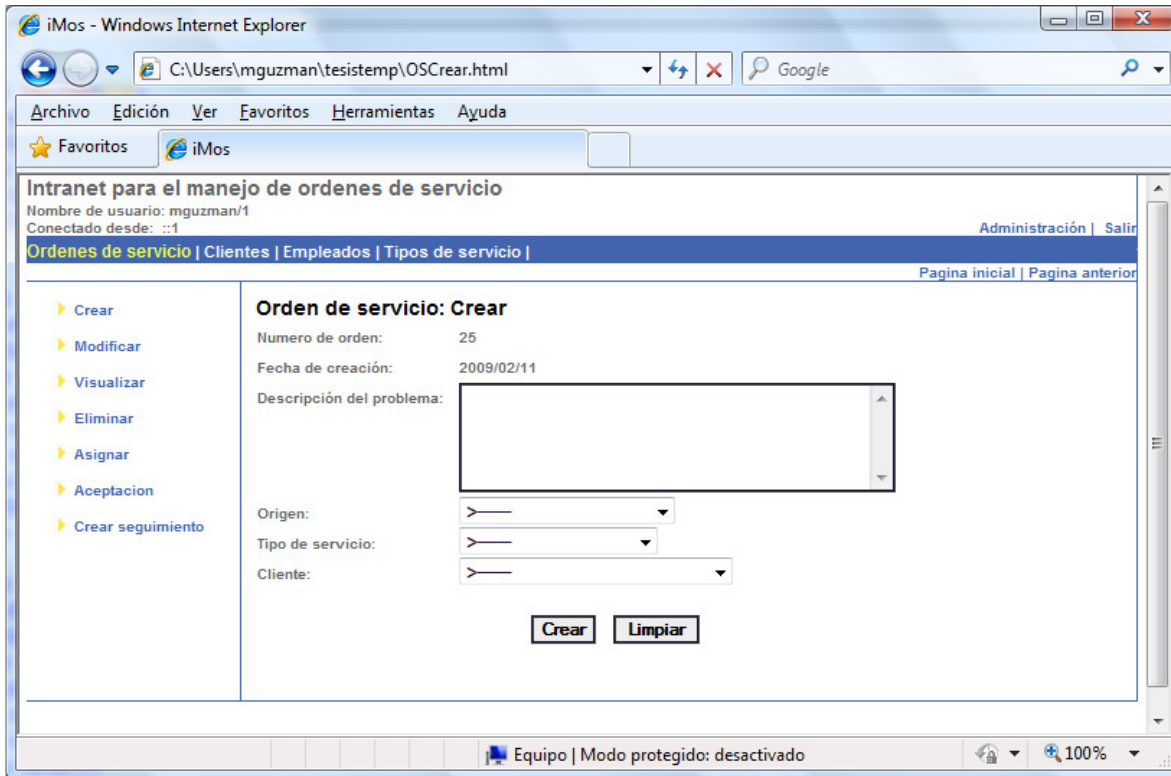 iMos - Windows Internet Explorer
C:\Users\mguzman\tesistemp\OSCrear.html Google
Archivo Edición Ver Favoritos Herramientas Ayuda
Favoritos iMos
Intranet para el manejo de ordenes de servicio
Nombre de usuario: mguzman/1
Conectado desde: ::1 Administración | Salir
Ordenes de servicio | Clientes | Empleados | Tipos de servicio |
Pagina inicial | Pagina anterior
Crear
Modificar
Visualizar
Eliminar
Asignar
Aceptacion
Crear seguimiento
Orden de servicio: Crear
Numero de orden: 25
Fecha de creación: 2009/02/11
Descripción del problema:
Origen: >——
Tipo de servicio: >——
Cliente: >——
Crear Limpiar
Equipo | Modo protegido: desactivado 100%